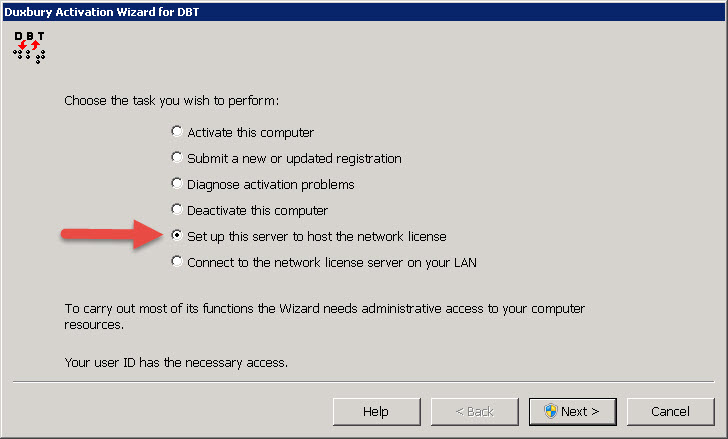 Duxbury Activation Wizard for DBT
D B T
Choose the task you wish to perform:
Activate this computer
Submit a new or updated registration
Diagnose activation problems
Deactivate this computer
Set up this server to host the network license
Connect to the network license server on your LAN
To carry out most of its functions the Wizard needs administrative access to your computer
resources.
Your user ID has the necessary access.
Help
< Back
Next >
Cancel